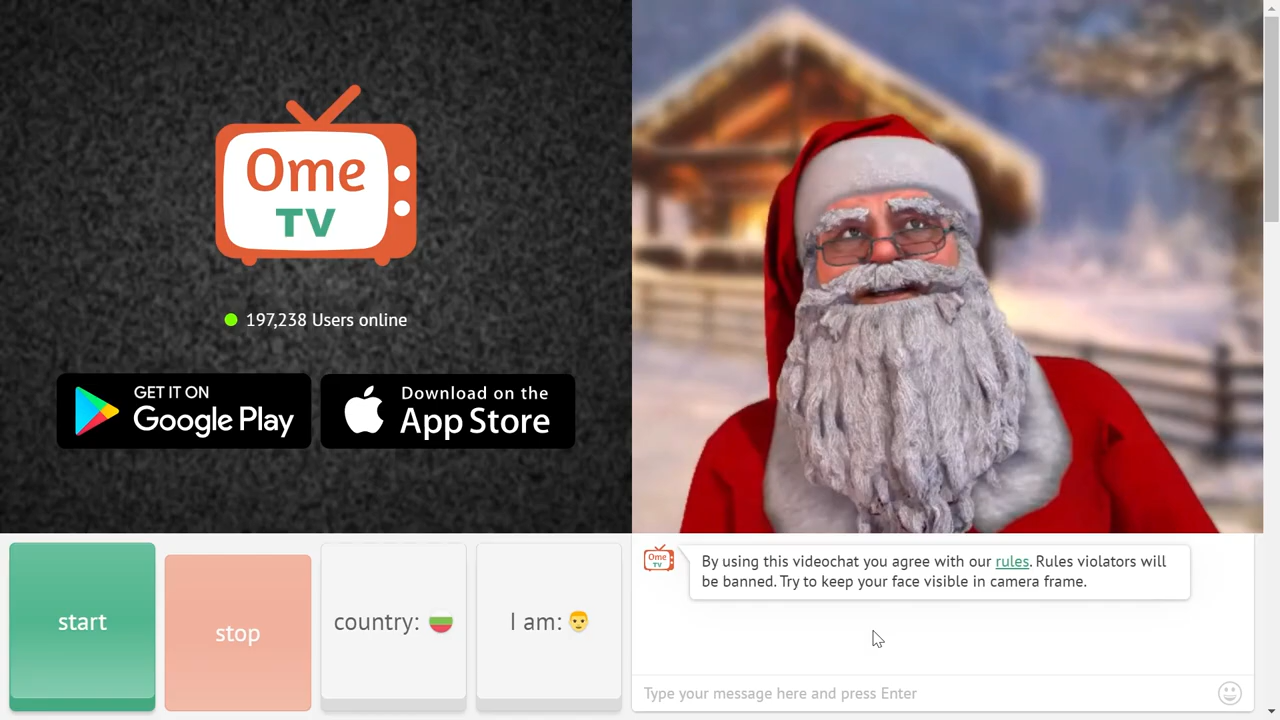 Ome
TV
197,238 Users online
GET IT ON
Google Play
Download on the
App Store
start
stop
country:
I am:
Ome
TV
By using this videochat you agree with our rules. Rules violators will
be banned. Try to keep your face visible in camera frame.
Type your message here and press Enter